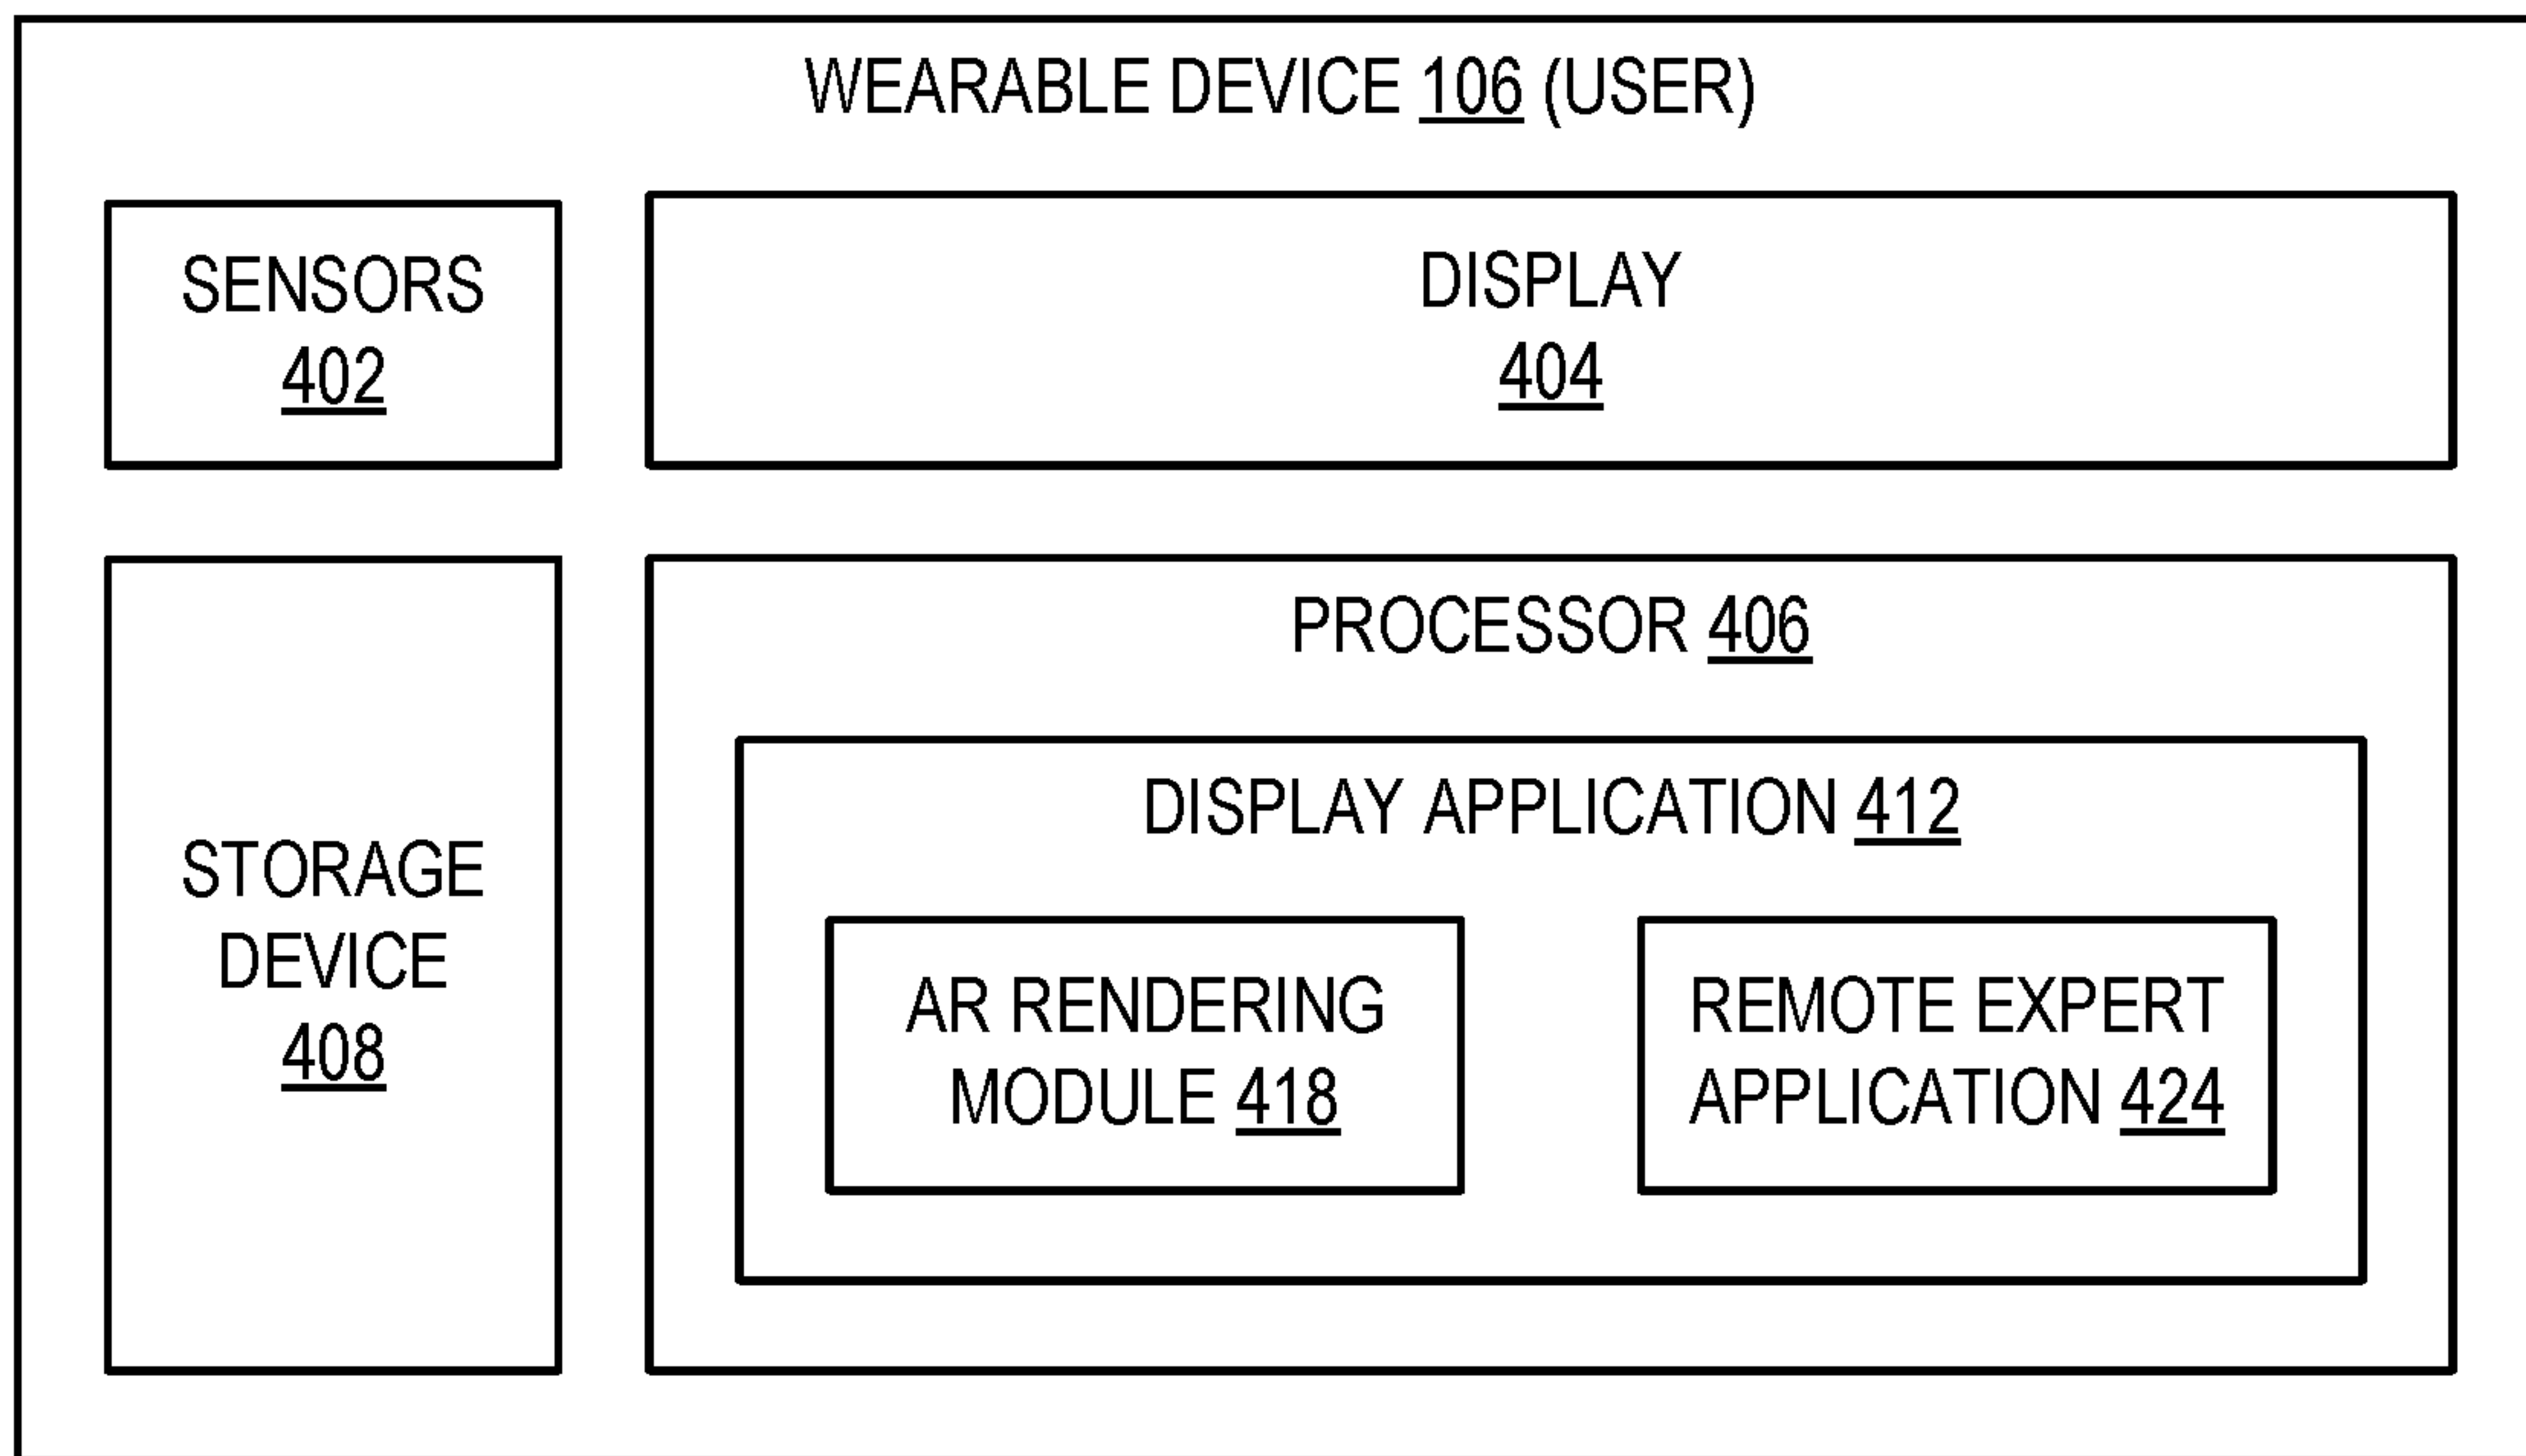 WEARABLE DEVICE 106 (USER)
SENSORS
402
DISPLAY
404
STORAGE
DEVICE
408
PROCESSOR 406
DISPLAY APPLICATION 412
AR RENDERING
MODULE 418
REMOTE EXPERT
APPLICATION 424